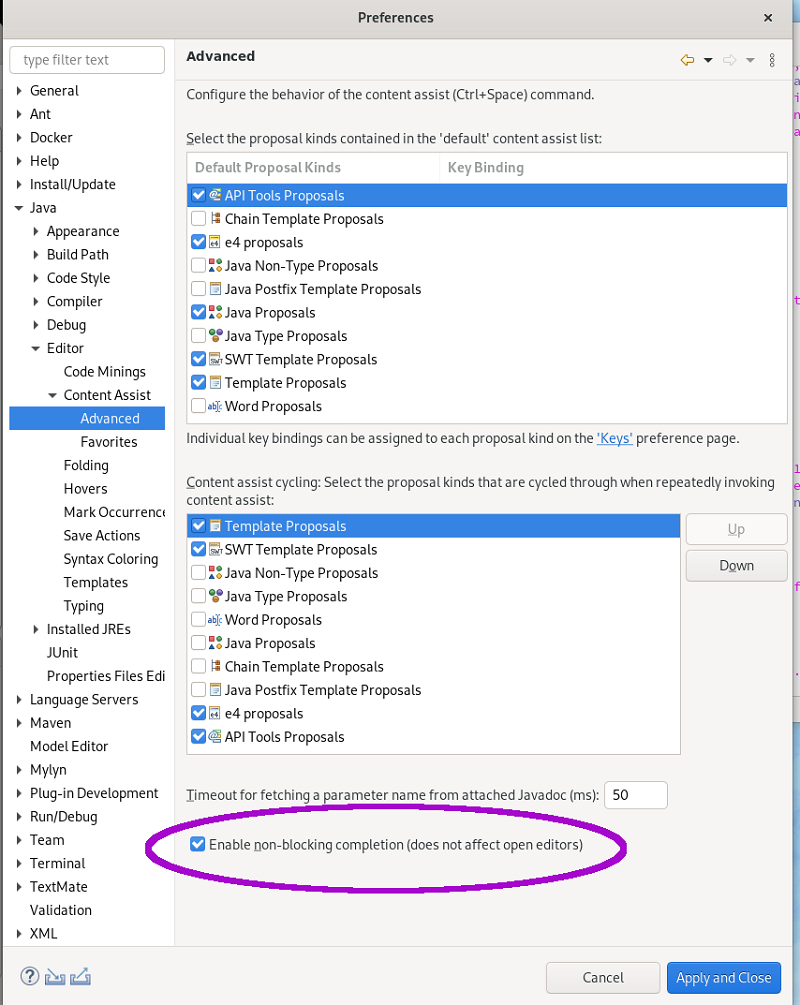 Preferences
type filter text
General
Ant
Docker
Help
Install/Update
Java
Appearance
Build Path
Code Style
Compiler
Debug
Editor
Code Minings
Content Assist
Advanced
Favorites
Folding
Hovers
Mark Occurrence
Save Actions
Syntax Coloring
Templates
Typing
Installed JREs
JUnit
Properties Files Edi
Language Servers
Maven
Model Editor
Mylyn
Plug-in Development
Run/Debug
Team
Terminal
TextMate
Validation
XML
Advanced
Configure the behavior of the content assist (Ctrl+Space) command.
Select the proposal kinds contained in the 'default' content assist list:
Default Proposal Kinds Key Binding
API Tools Proposals
Chain Template Proposals
e4 proposals
Java Non-Type Proposals
Java Postfix Template Proposals
Java Proposals
Java Type Proposals
SWT Template Proposals
Template Proposals
Word Proposals
Individual key bindings can be assigned to each proposal kind on the 'Keys' preference page.
Content assist cycling: Select the proposal kinds that are cycled through when repeatedly invoking
content assist:
Template Proposals
SWT Template Proposals
Java Non-Type Proposals
Java Type Proposals
Word Proposals
Java Proposals
Chain Template Proposals
Java Postfix Template Proposals
e4 proposals
API Tools Proposals
Up
Down
Timeout for fetching a parameter name from attached Javadoc (ms): 50
Enable non-blocking completion (does not affect open editors)
Cancel
Apply and Close